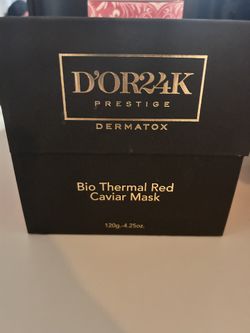 D'OR24K
PRESTIGE
DERMATOX
Bio Thermal Red
Caviar Mask
120g.-4.25oz.